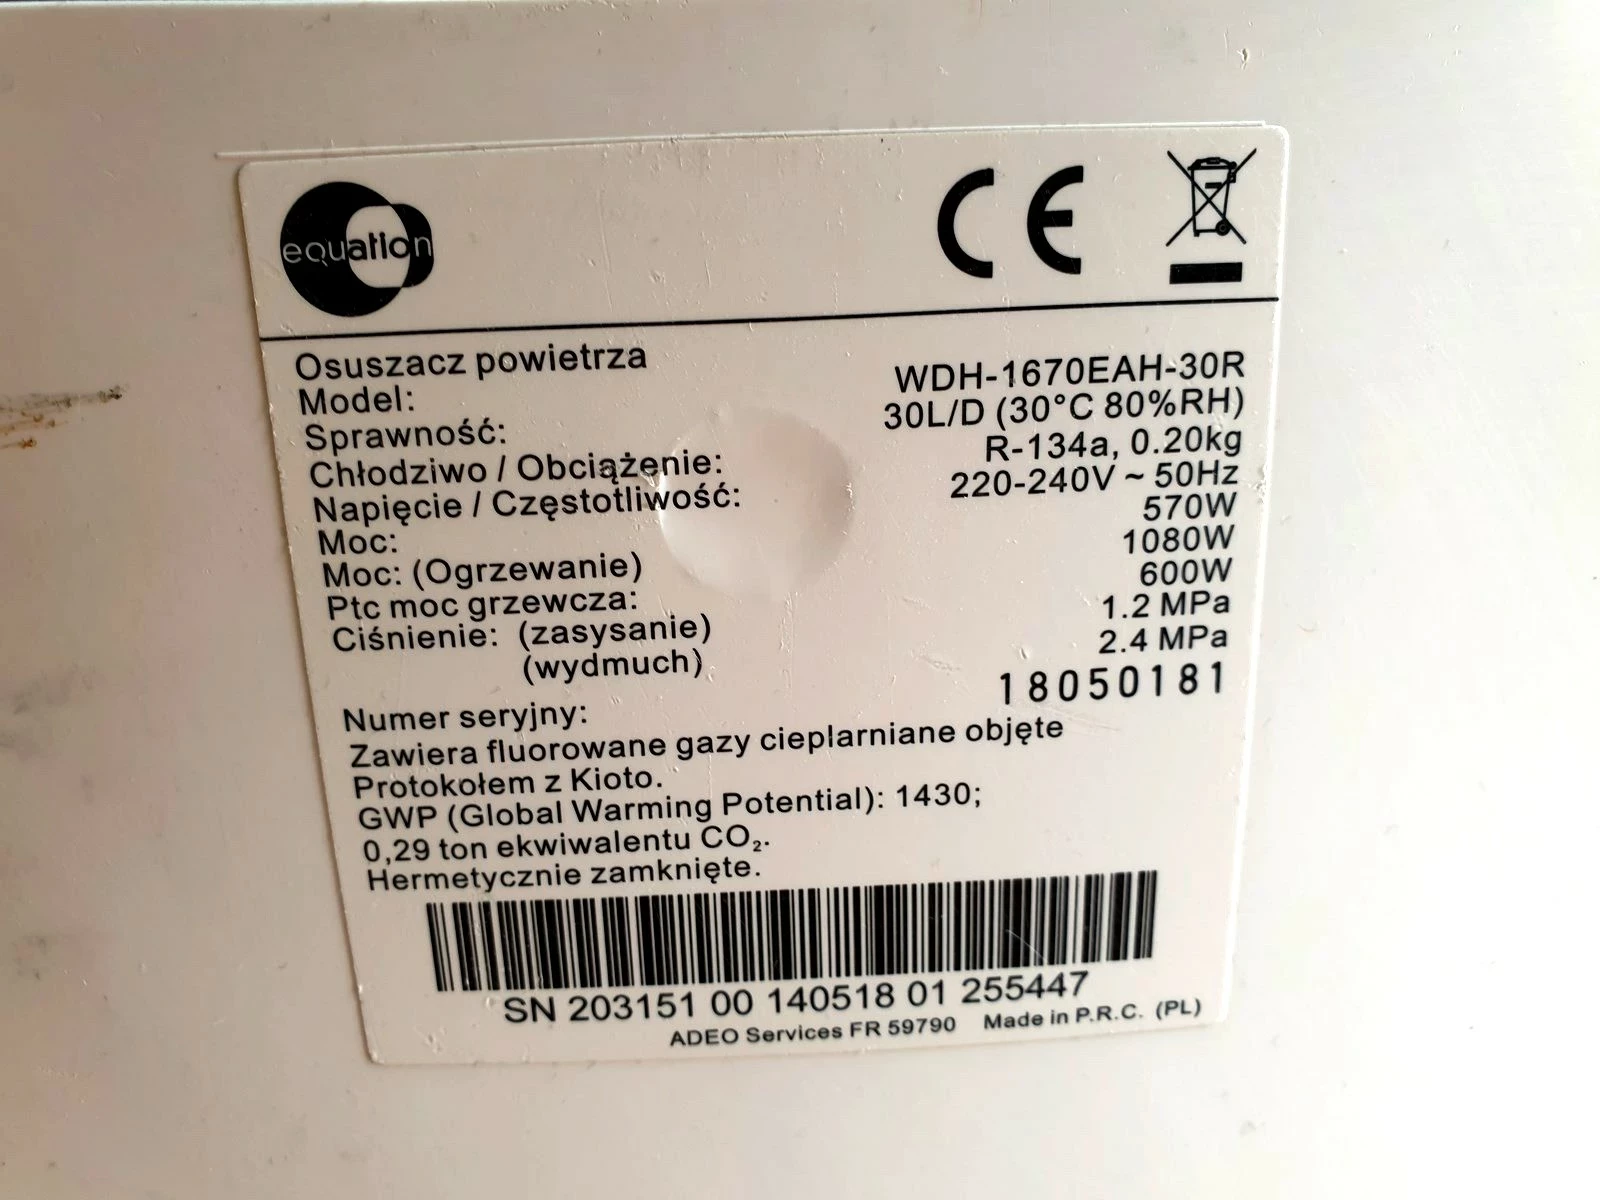 equation
CE
Osuszacz powietrza
Model: WDH-1670EAH-30R
Sprawność: 30L/D (30°C 80%RH)
Chłodziwo / Obciążenie: R-134a, 0.20kg
Napięcie / Częstotliwość: 220-240V ~ 50Hz
Moc: 570W
Moc: (Ogrzewanie) 1080W
Ptc moc grzewcza: 600W
Ciśnienie: (zasysanie) 1.2 MPa
(wydmuch) 2.4 MPa
Numer seryjny: 18050181
Zawiera fluorowane gazy cieplarniane objęte
Protokołem z Kioto.
GWP (Global Warming Potential): 1430;
0,29 ton ekwiwalentu CO₂.
Hermetycznie zamknięte.
SN 203151 00 140518 01 255447
ADEO Services FR 59790 Made in P.R.C. (PL)